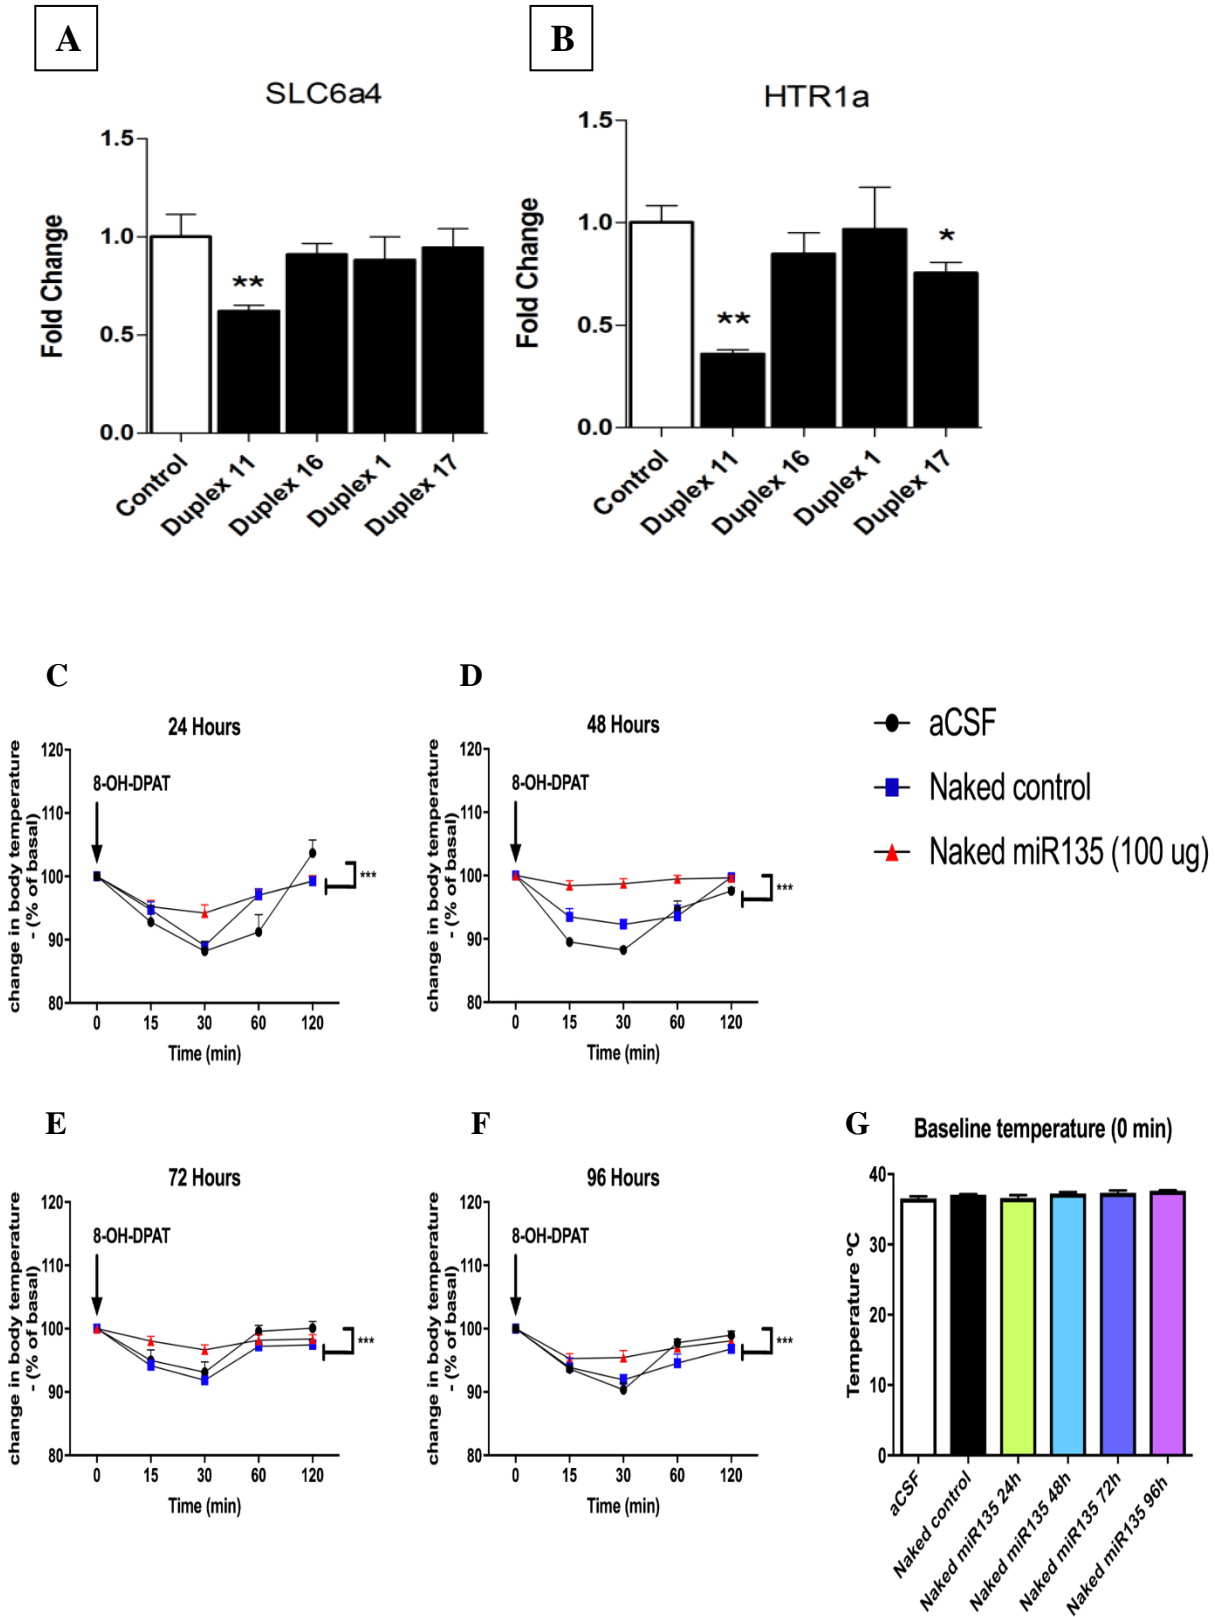 A
B
SLC6a4
HTR1a
Fold Change
1.5
1.0
0.5
0.0
**
Control
Duplex 11
Duplex 16
Duplex 1
Duplex 17
Fold Change
1.5
1.0
0.5
0.0
**
*
Control
Duplex 11
Duplex 16
Duplex 1
Duplex 17
C
24 Hours
change in body temperature
- (% of basal)
120
110
100
90
80
8-OH-DPAT
***
0 15 30 60 120
Time (min)
D
48 Hours
change in body temperature
- (% of basal)
120
110
100
90
80
8-OH-DPAT
***
0 15 30 60 120
Time (min)
aCSF
Naked control
Naked miR135 (100 ug)
E
72 Hours
change in body temperature
- (% of basal)
120
110
100
90
80
8-OH-DPAT
***
0 15 30 60 120
Time (min)
F
96 Hours
change in body temperature
- (% of basal)
120
110
100
90
80
8-OH-DPAT
***
0 15 30 60 120
Time (min)
G
Baseline temperature (0 min)
Temperature ºC
40
30
20
10
0
aCSF
Naked control
Naked miR135 24h
Naked miR135 48h
Naked miR135 72h
Naked miR135 96h